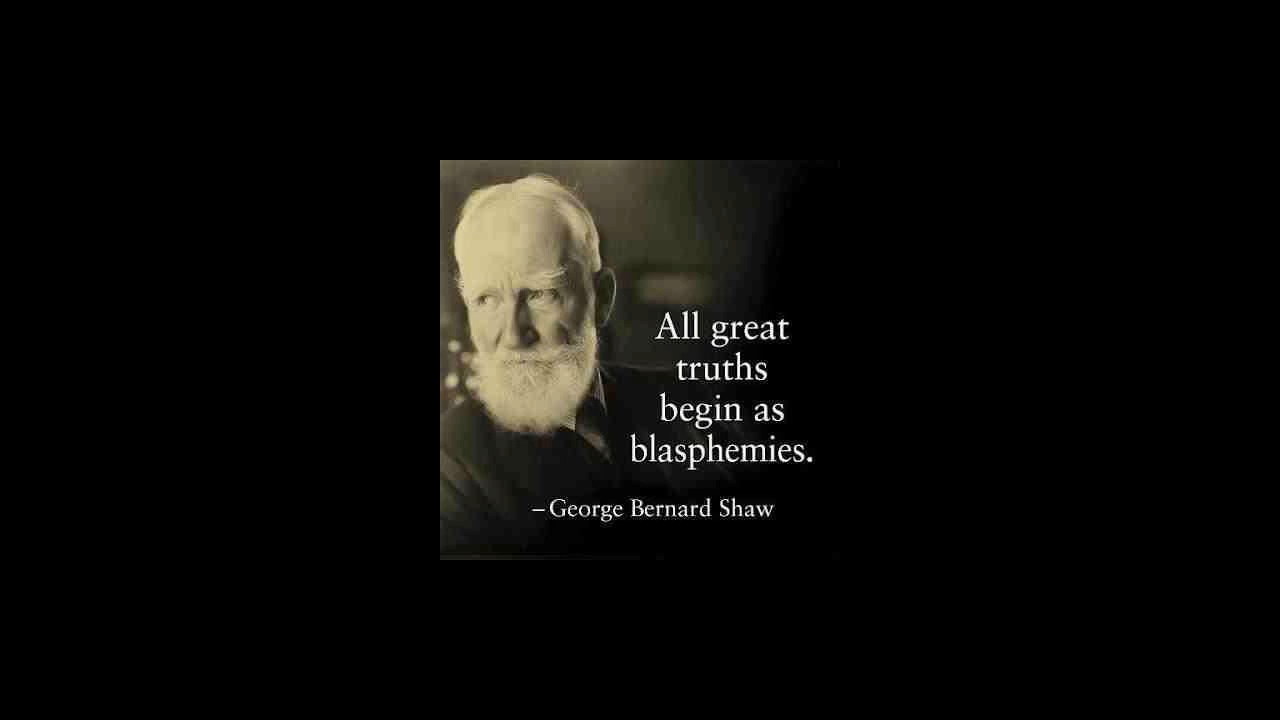 All great
truths
begin as
blasphemies.
– George Bernard Shaw